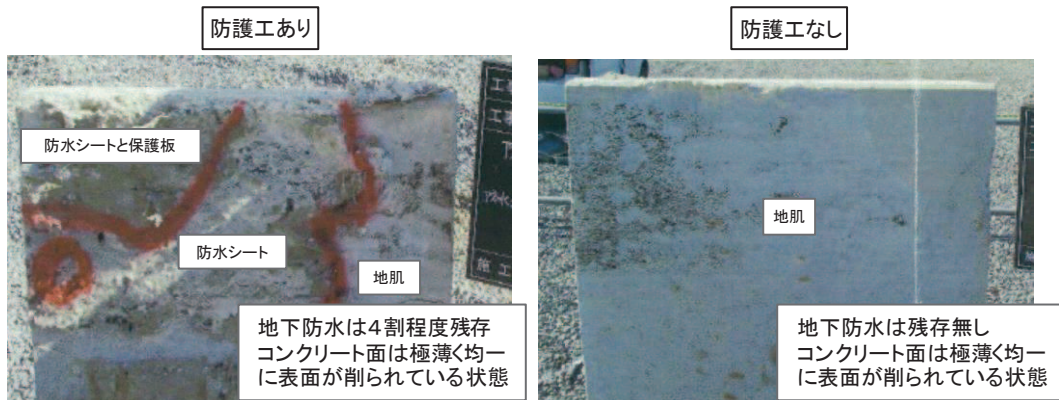 防護工あり
防水シートと保護板
防水シート
地肌
地下防水は４割程度残存
コンクリート面は極薄く均一
に表面が削られている状態
防護工なし
地肌
地下防水は残存無し
コンクリート面は極薄く均一
に表面が削られている状態